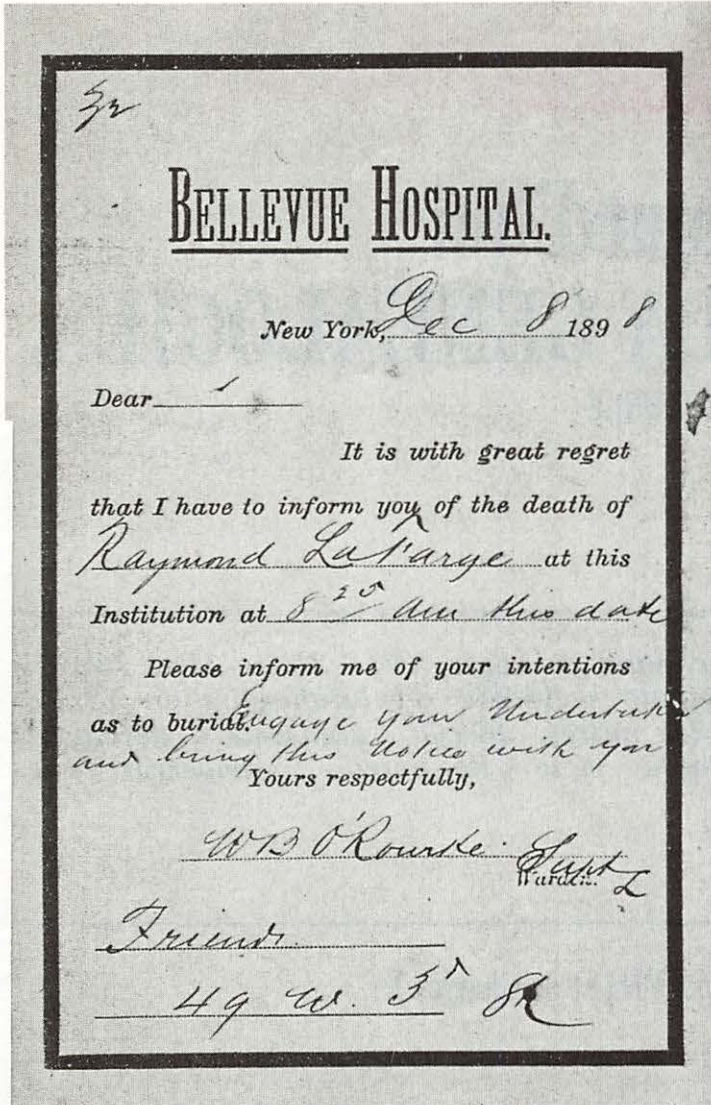 BELLEVUE HOSPITAL.
New York, Dec 8 1898
Dear
It is with great regret
that I have to inform you of the death of
Raymond LaFarge at this
Institution at 8 25 am this date
Please inform me of your intentions
as to burial. Engage your Undertaker
and bring this Notice with you
Yours respectfully,
WB O'Rourke. Supt
Warden.
Friends
49 W. 3d St